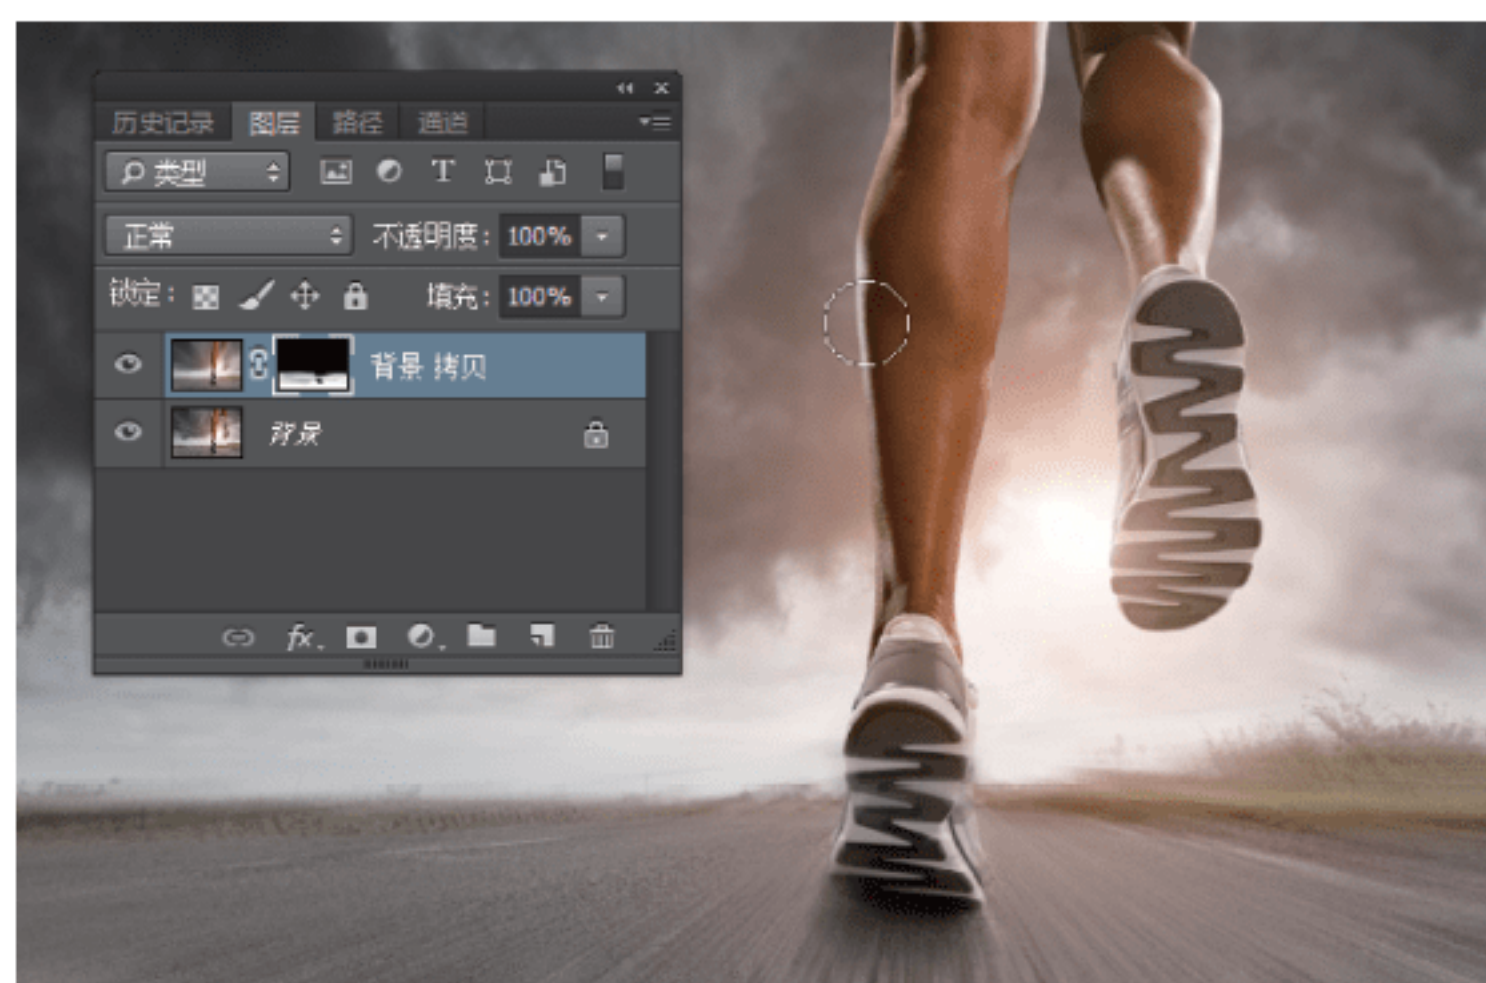 历史记录 图层 路径 通道
类型 T
正常 不透明度: 100%
锁定: 填充: 100%
背景 拷贝
背景
fx